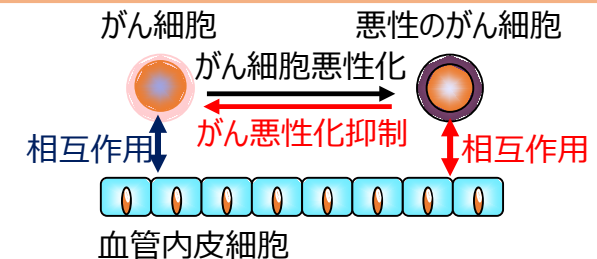 がん細胞
悪性のがん細胞
がん細胞悪性化
がん悪性化抑制
相互作用
相互作用
血管内皮細胞